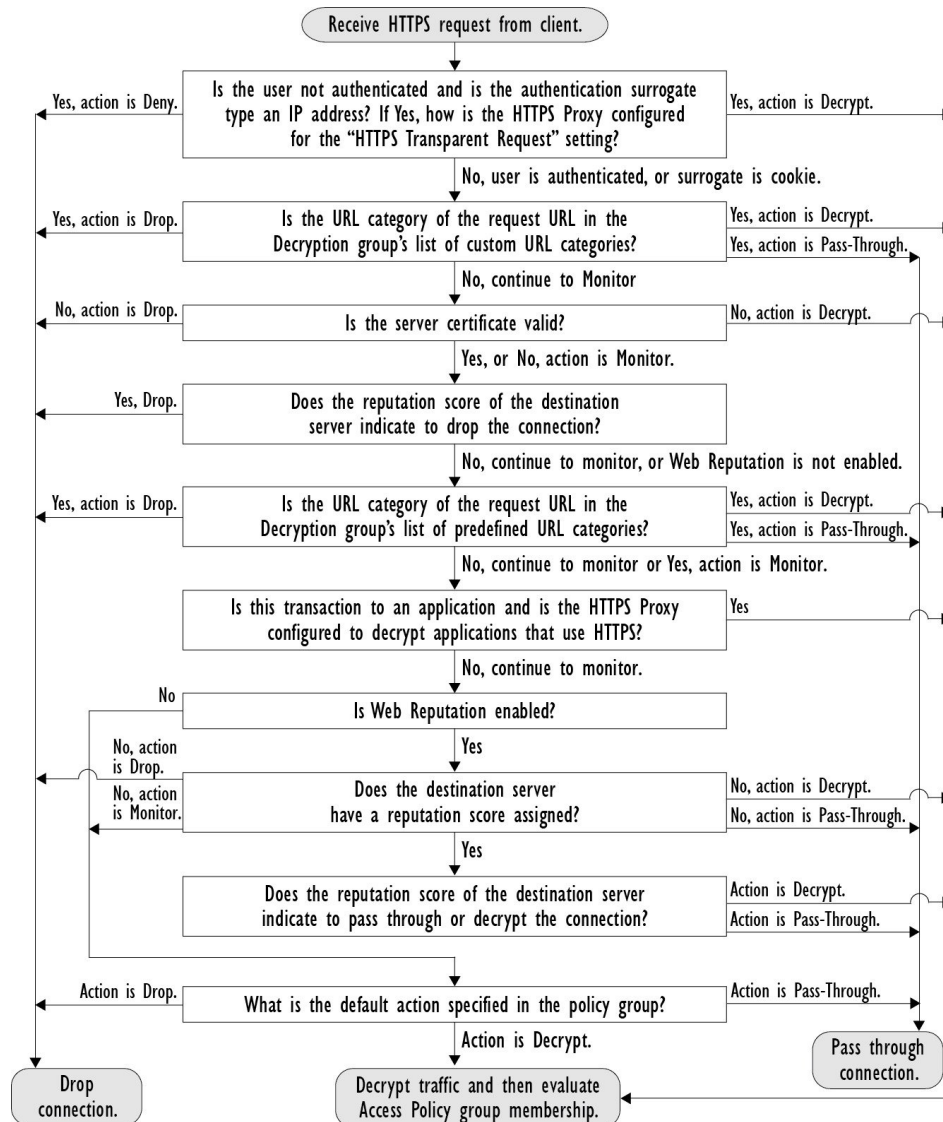 Receive HTTPS request from client.
Yes, action is Deny.
Is the user not authenticated and is the authentication surrogate
type an IP address? If Yes, how is the HTTPS Proxy configured
for the “HTTPS Transparent Request” setting?
Yes, action is Decrypt.
No, user is authenticated, or surrogate is cookie.
Yes, action is Drop.
Is the URL category of the request URL in the
Decryption group’s list of custom URL categories?
Yes, action is Decrypt.
Yes, action is Pass-Through.
No, continue to Monitor
No, action is Drop.
Is the server certificate valid?
No, action is Decrypt.
Yes, or No, action is Monitor.
Yes, Drop.
Does the reputation score of the destination
server indicate to drop the connection?
No, continue to monitor, or Web Reputation is not enabled.
Yes, action is Drop.
Is the URL category of the request URL in the
Decryption group’s list of predefined URL categories?
Yes, action is Decrypt.
Yes, action is Pass-Through.
No, continue to monitor or Yes, action is Monitor.
Is this transaction to an application and is the HTTPS Proxy
configured to decrypt applications that use HTTPS?
Yes
No, continue to monitor.
No
Is Web Reputation enabled?
Yes
No, action
is Drop.
No, action
is Monitor.
Does the destination server
have a reputation score assigned?
No, action is Decrypt.
No, action is Pass-Through.
Yes
Does the reputation score of the destination server
indicate to pass through or decrypt the connection?
Action is Decrypt.
Action is Pass-Through.
Action is Drop.
What is the default action specified in the policy group?
Action is Pass-Through.
Action is Decrypt.
Drop
connection.
Decrypt traffic and then evaluate
Access Policy group membership.
Pass through
connection.